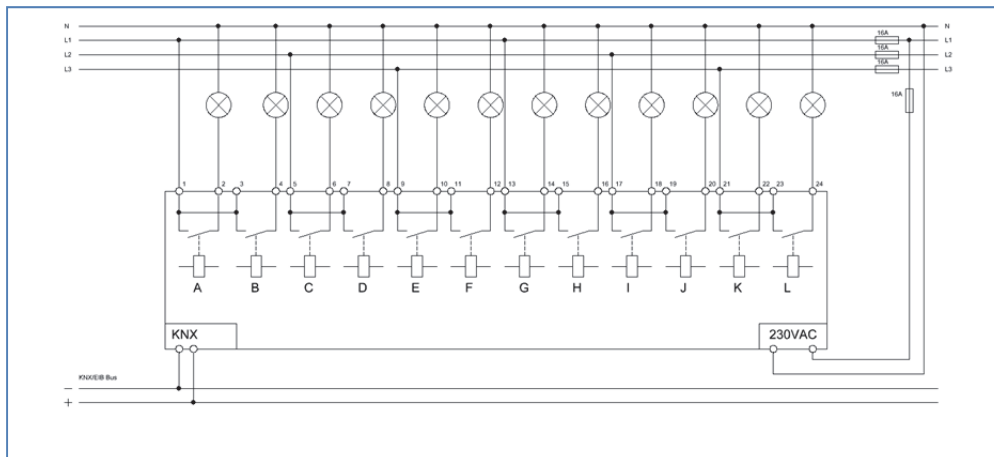 N N
16A
L1 L1
16A
L2 L2
16A
L3 L3
16A
1 2 3 4 5 6 7 8 9 10 11 12 13 14 15 16 17 18 19 20 21 22 23 24
A B C D E F G H I J K L
KNX 230VAC
KNX/EIB Bus
−
+